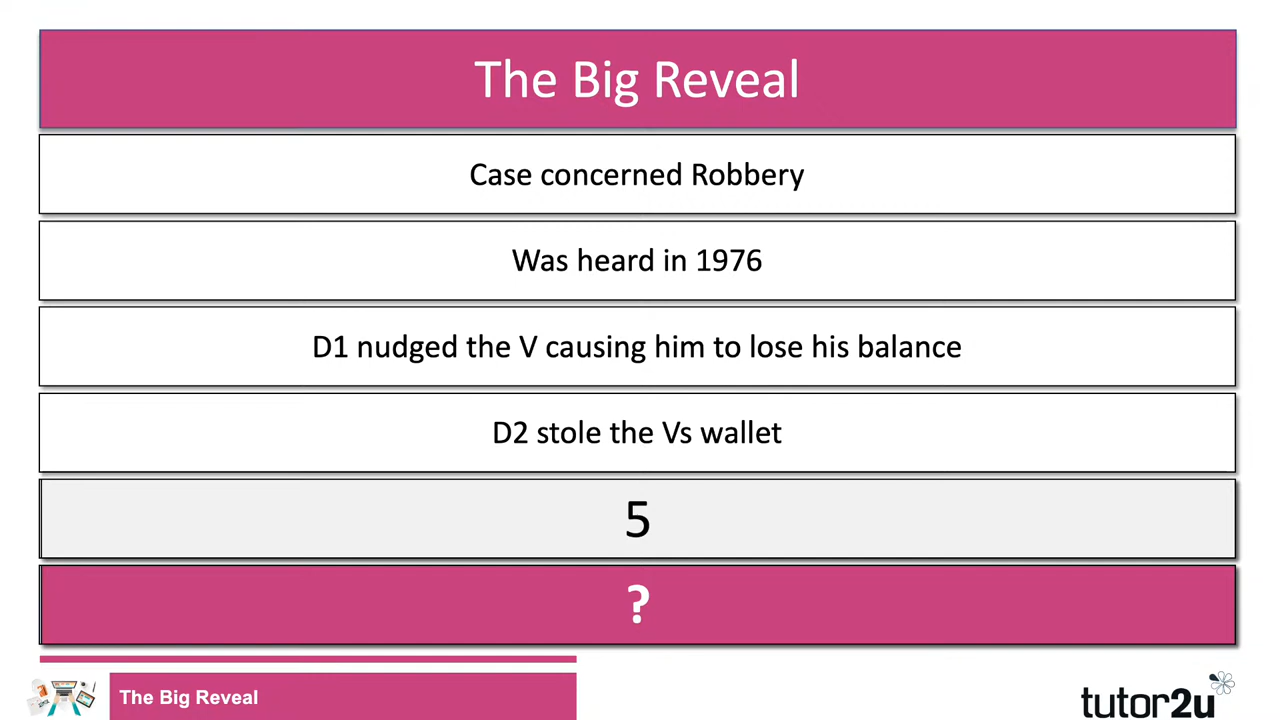 The Big Reveal
Case concerned Robbery
Was heard in 1976
D1 nudged the V causing him to lose his balance
D2 stole the Vs wallet
5
?
The Big Reveal
tutor2u